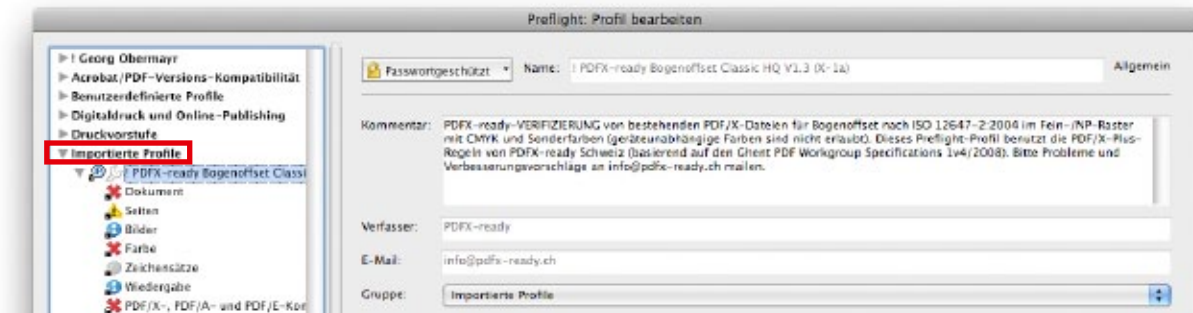 Preflight: Profil bearbeiten
! Georg Obermayr
Acrobat/PDF-Versions-Kompatibilität
Benutzerdefinierte Profile
Digitaldruck und Online-Publishing
Druckvorstufe
Importierte Profile
! PDFX-ready Bogenoffset Classi
Dokument
Seiten
Bilder
Farbe
Zeichensätze
Wiedergabe
PDF/X-, PDF/A- und PDF/E-Kon
Passwortgeschützt Name: ! PDFX-ready Bogenoffset Classic HQ V1.3 (X-1a) Allgemein
Kommentar: PDFX-ready-VERIFIZIERUNG von bestehenden PDF/X-Dateien für Bogenoffset nach ISO 12647-2:2004 im Fein-/NP-Raster
mit CMYK und Sonderfarben (geräteunabhängige Farben sind nicht erlaubt). Dieses Preflight-Profil benutzt die PDF/X-Plus-
Regeln von PDFX-ready Schweiz (basierend auf den Ghent PDF Workgroup Specifications 1v4/2008). Bitte Probleme und
Verbesserungsvorschläge an info@pdfx-ready.ch mailen.
Verfasser: PDFX-ready
E-Mail: info@pdfx-ready.ch
Gruppe: Importierte Profile